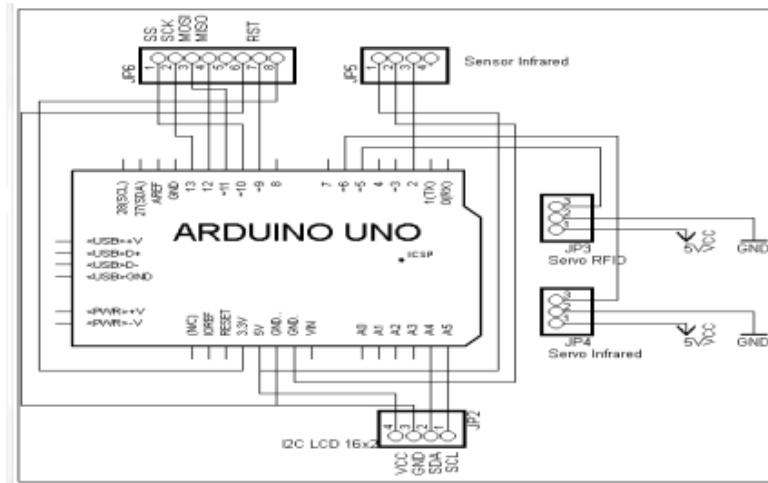 SS
SCK
MOSI
MISO
RST
JP6
1
2
3
4
5
6
7
8
JP5
1
2
3
4
Sensor Infrared
28(SCL)
27(SDA)
AREF
GND
13
12
~11
~10
~9
8
7
~6
~5
4
~3
2
1(TX)
0(RX)
ARDUINO UNO
ICSP
<USB>+V
<USB>D+
<USB>D-
<USB>GND
<PWR>+V
<PWR>-V
(N/C)
IOREF
RESET
3.3V
5V
GND..
GND.
VIN
A0
A1
A2
A3
A4
A5
JP3
Servo RFID
5V
VCC
GND
JP4
Servo Infrared
5V
VCC
GND
JP2
4
3
2
1
I2C LCD 16x2
VCC
GND
SDA
SCL